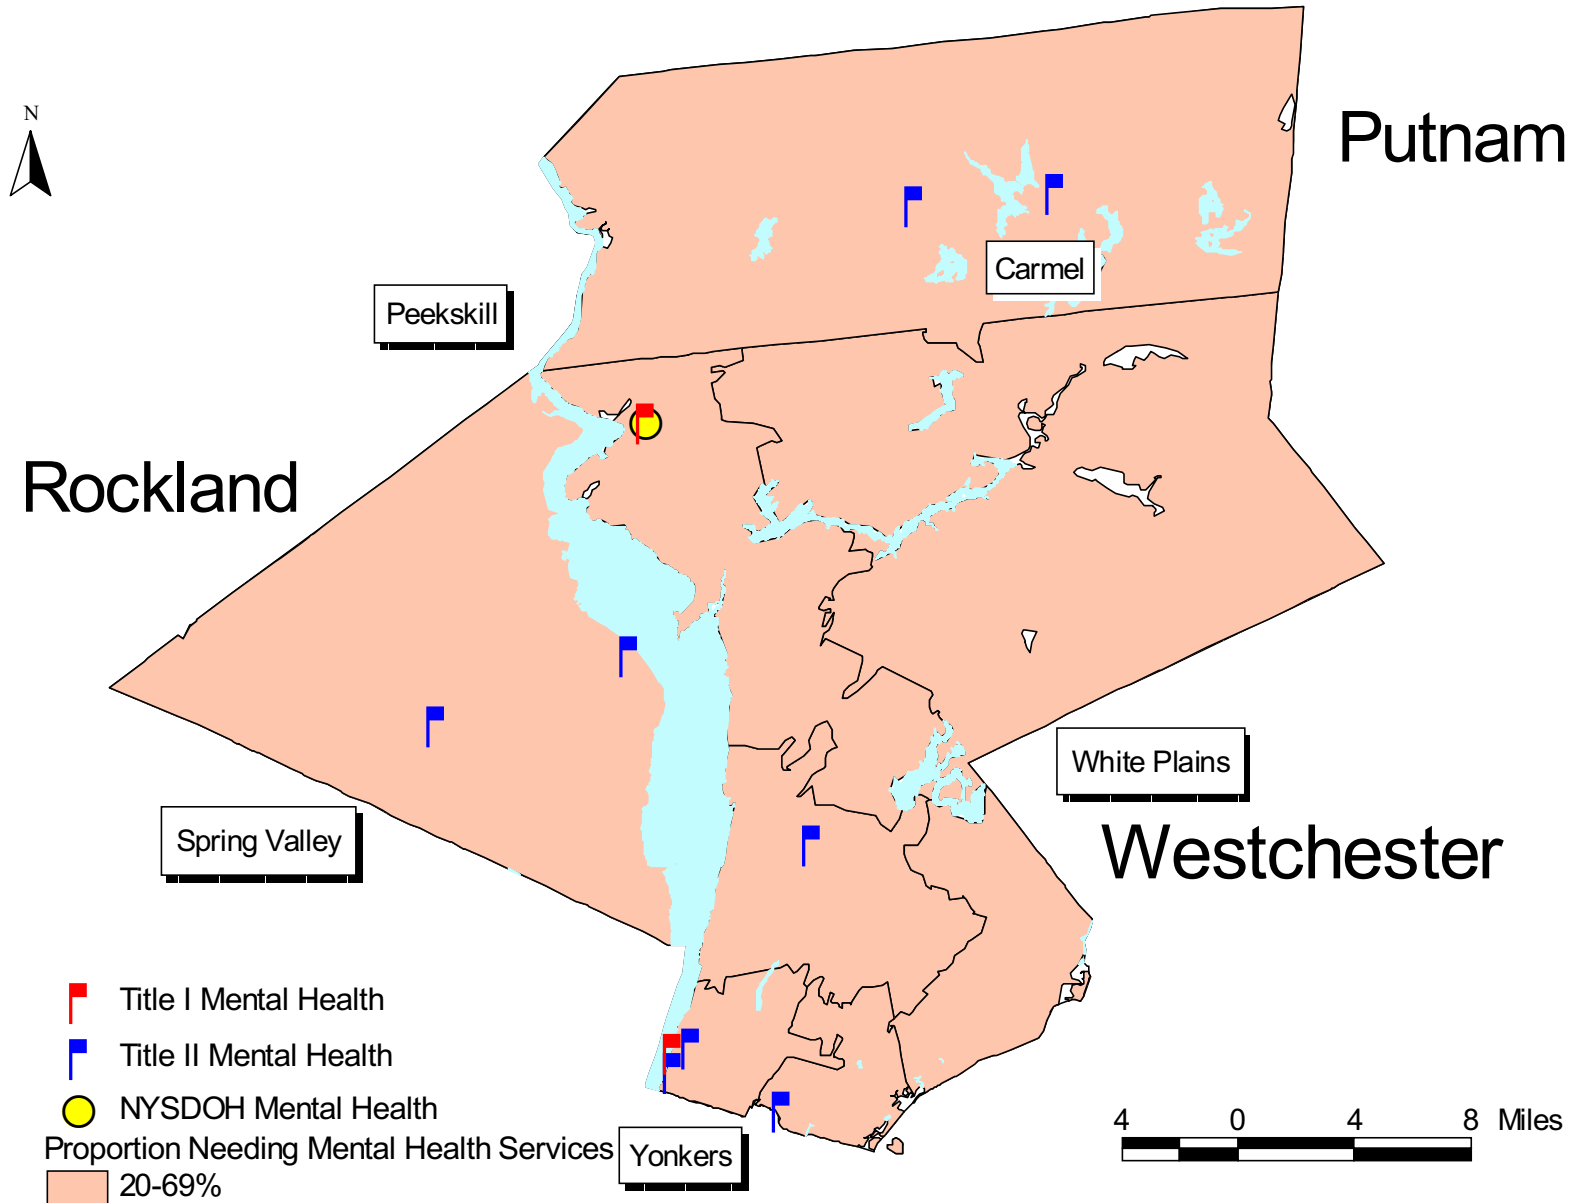 Putnam
N
Carmel
Peekskill
Rockland
White Plains
Spring Valley
Westchester
Title I Mental Health
Title II Mental Health
NYSDOH Mental Health
Proportion Needing Mental Health Services
20-69%
Yonkers
4 0 4 8 Miles